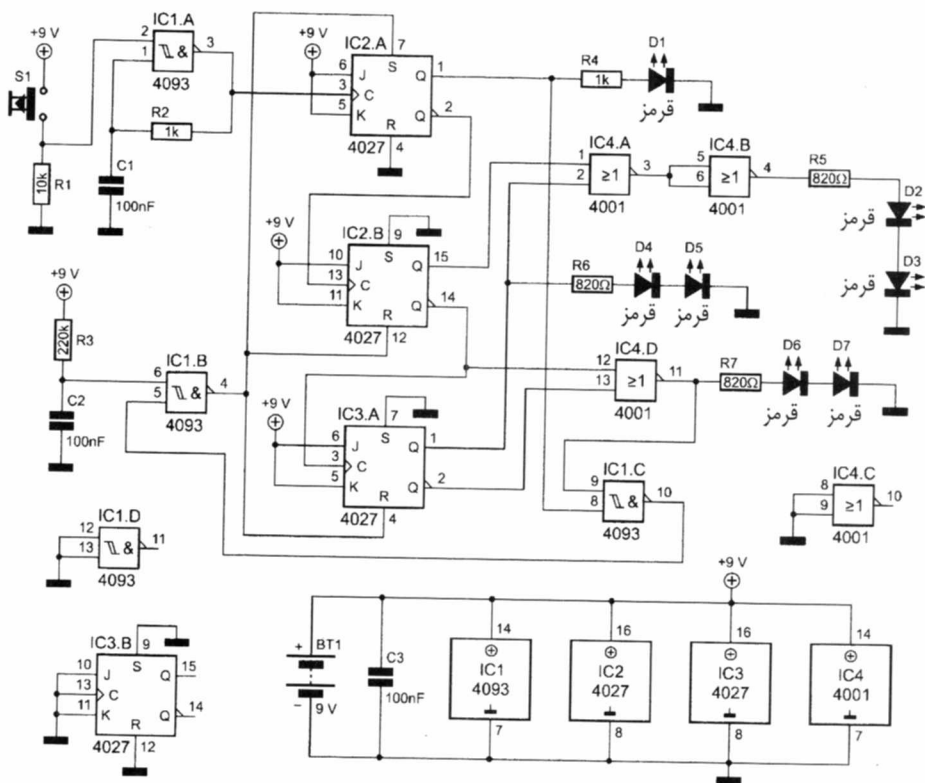 +9 V
S1
R1
10k
2
1
IC1.A
&
3
4093
R2
1k
C1
100nF
+9 V
6
3
5
IC2.A
7
S
J
C
K
R
Q
Q
1
2
4
4027
R4
1k
D1
قرمز
1
2
IC4.A
≥1
3
4001
5
6
IC4.B
≥1
4
4001
R5
820Ω
D2
قرمز
D3
قرمز
+9 V
10
13
11
IC2.B
9
S
J
C
K
R
Q
Q
15
14
12
4027
R6
820Ω
D4
قرمز
D5
قرمز
+9 V
R3
220k
C2
100nF
6
5
IC1.B
&
4
4093
+9 V
6
3
5
IC3.A
7
S
J
C
K
R
Q
Q
1
2
4
4027
12
13
IC4.D
≥1
11
4001
R7
820Ω
D6
قرمز
D7
قرمز
9
8
IC1.C
&
10
4093
8
9
IC4.C
≥1
10
4001
12
13
IC1.D
&
11
4093
IC3.B
9
10
13
11
S
J
C
K
R
Q
Q
15
14
12
4027
+9 V
+
BT1
−
9 V
C3
100nF
14
IC1
4093
7
16
IC2
4027
8
16
IC3
4027
8
14
IC4
4001
7